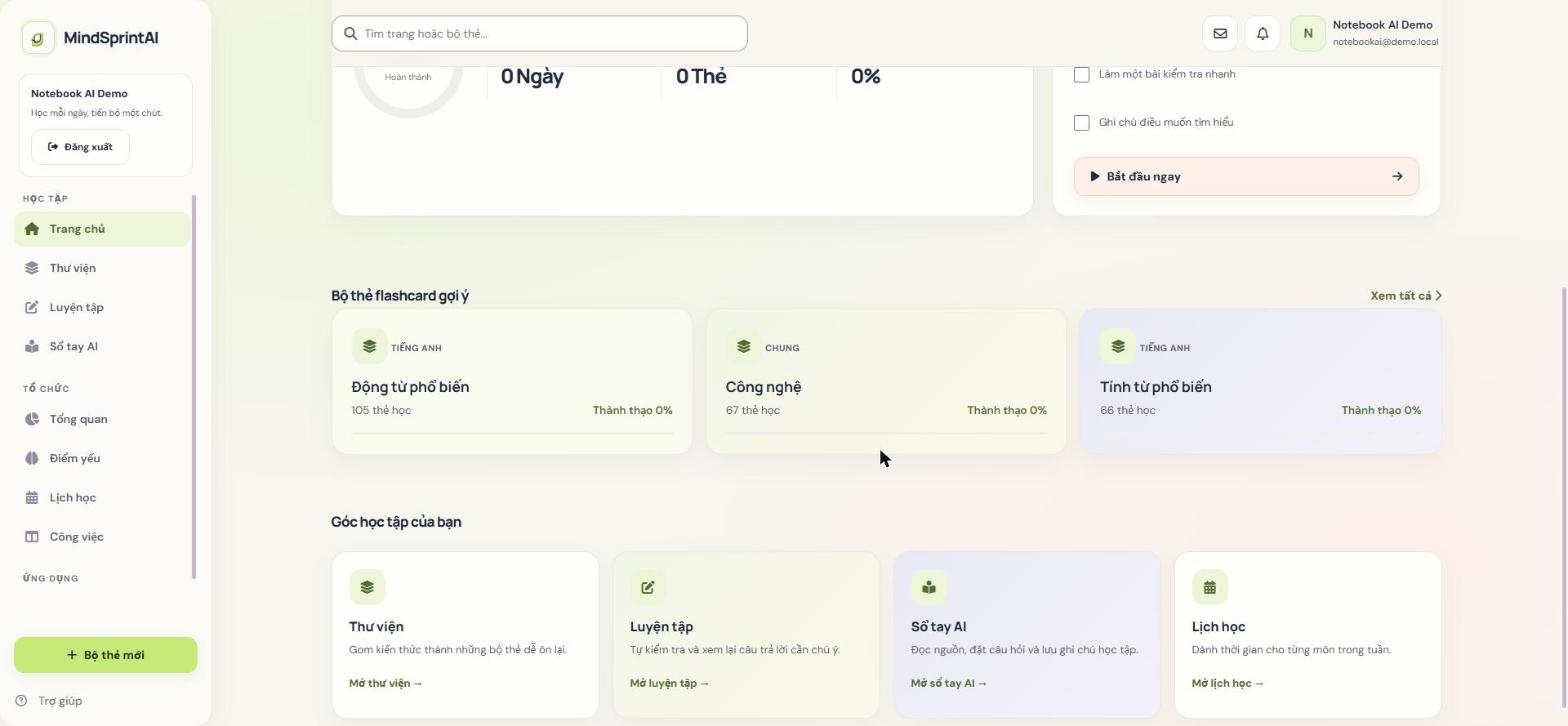 MindSprintAI
Notebook AI Demo
Học mỗi ngày, tiến bộ một chút.
Đăng xuất
HỌC TẬP
Trang chủ
Thư viện
Luyện tập
Sổ tay AI
TỔ CHỨC
Tổng quan
Điểm yếu
Lịch học
Công việc
ỨNG DỤNG
Bộ thẻ mới
Trợ giúp
Tìm trang hoặc bộ thẻ...
N
Notebook AI Demo
notebookai@demo.local
Hoàn thành
0 Ngày
0 Thẻ
0%
Làm một bài kiểm tra nhanh
Ghi chú điều muốn tìm hiểu
Bắt đầu ngay
Bộ thẻ flashcard gợi ý
Xem tất cả
TIẾNG ANH
Động từ phổ biến
105 thẻ học
Thành thạo 0%
CHUNG
Công nghệ
67 thẻ học
Thành thạo 0%
TIẾNG ANH
Tính từ phổ biến
66 thẻ học
Thành thạo 0%
Góc học tập của bạn
Thư viện
Gom kiến thức thành những bộ thẻ dễ ôn lại.
Mở thư viện →
Luyện tập
Tự kiểm tra và xem lại câu trả lời cần chú ý.
Mở luyện tập →
Sổ tay AI
Đọc nguồn, đặt câu hỏi và lưu ghi chú học tập.
Mở sổ tay AI →
Lịch học
Dành thời gian cho từng môn trong tuần.
Mở lịch học →